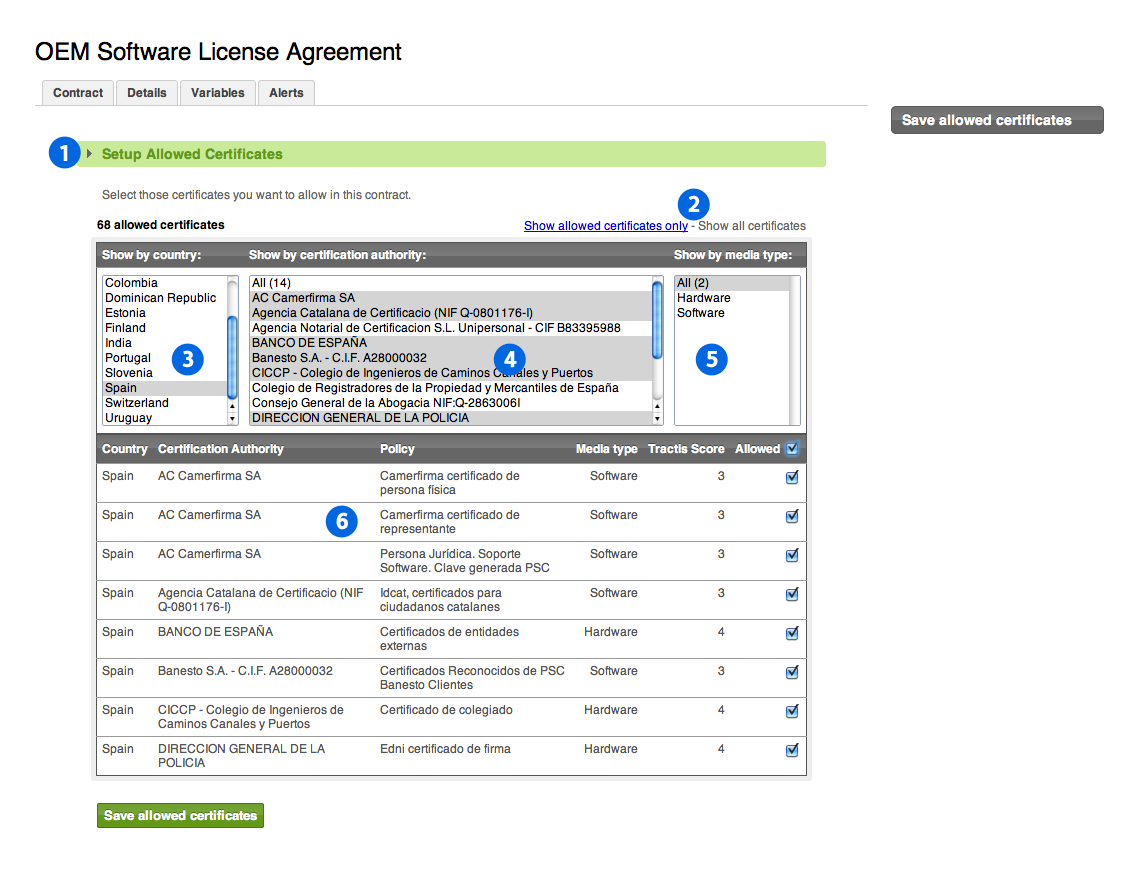 OEM Software License Agreement
Contract
Details
Variables
Alerts
Save allowed certificates
1
Setup Allowed Certificates
Select those certificates you want to allow in this contract.
2
68 allowed certificates
Show allowed certificates only - Show all certificates
Show by country:
Show by certification authority:
Show by media type:
Colombia
Dominican Republic
Estonia
Finland
India
Portugal
Slovenia
Spain
Switzerland
Uruguay
3
All (14)
AC Camerfirma SA
Agencia Catalana de Certificacio (NIF Q-0801176-I)
Agencia Notarial de Certificacion S.L. Unipersonal - CIF B83395988
BANCO DE ESPAÑA
Banesto S.A. - C.I.F. A28000032
CICCP - Colegio de Ingenieros de Caminos Canales y Puertos
Colegio de Registradores de la Propiedad y Mercantiles de España
Consejo General de la Abogacia NIF:Q-2863006I
DIRECCION GENERAL DE LA POLICIA
4
All (2)
Hardware
Software
5
Country Certification Authority Policy Media type Tractis Score Allowed
Spain AC Camerfirma SA Camerfirma certificado de Software 3
persona física
Spain AC Camerfirma SA 6 Camerfirma certificado de Software 3
representante
Spain AC Camerfirma SA Persona Jurídica. Soporte Software 3
Software. Clave generada PSC
Spain Agencia Catalana de Certificacio (NIF Idcat, certificados para Software 3
Q-0801176-I) ciudadanos catalanes
Spain BANCO DE ESPAÑA Certificados de entidades Hardware 4
externas
Spain Banesto S.A. - C.I.F. A28000032 Certificados Reconocidos de PSC Software 3
Banesto Clientes
Spain CICCP - Colegio de Ingenieros de Certificado de colegiado Hardware 4
Caminos Canales y Puertos
Spain DIRECCION GENERAL DE LA Edni certificado de firma Hardware 4
POLICIA
Save allowed certificates